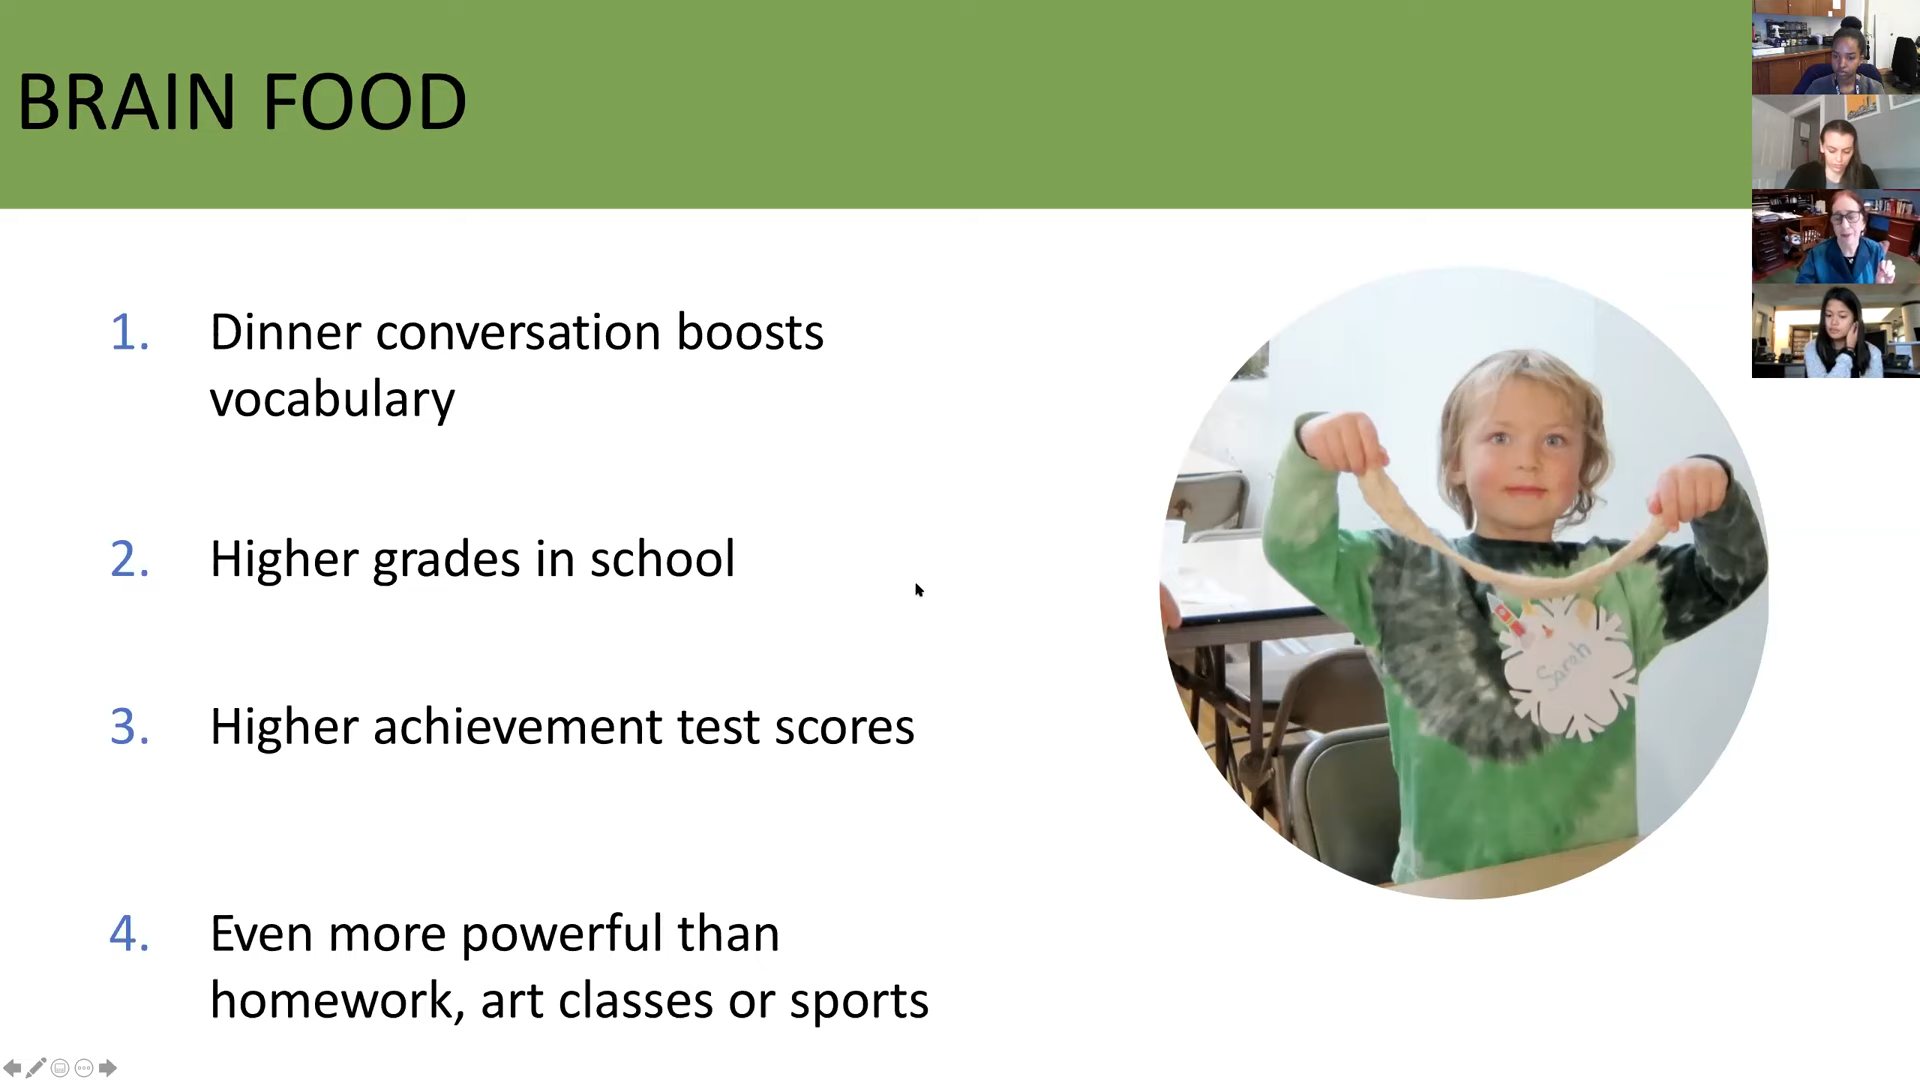 BRAIN FOOD
1. Dinner conversation boosts
vocabulary
2. Higher grades in school
3. Higher achievement test scores
4. Even more powerful than
homework, art classes or sports
Sarah